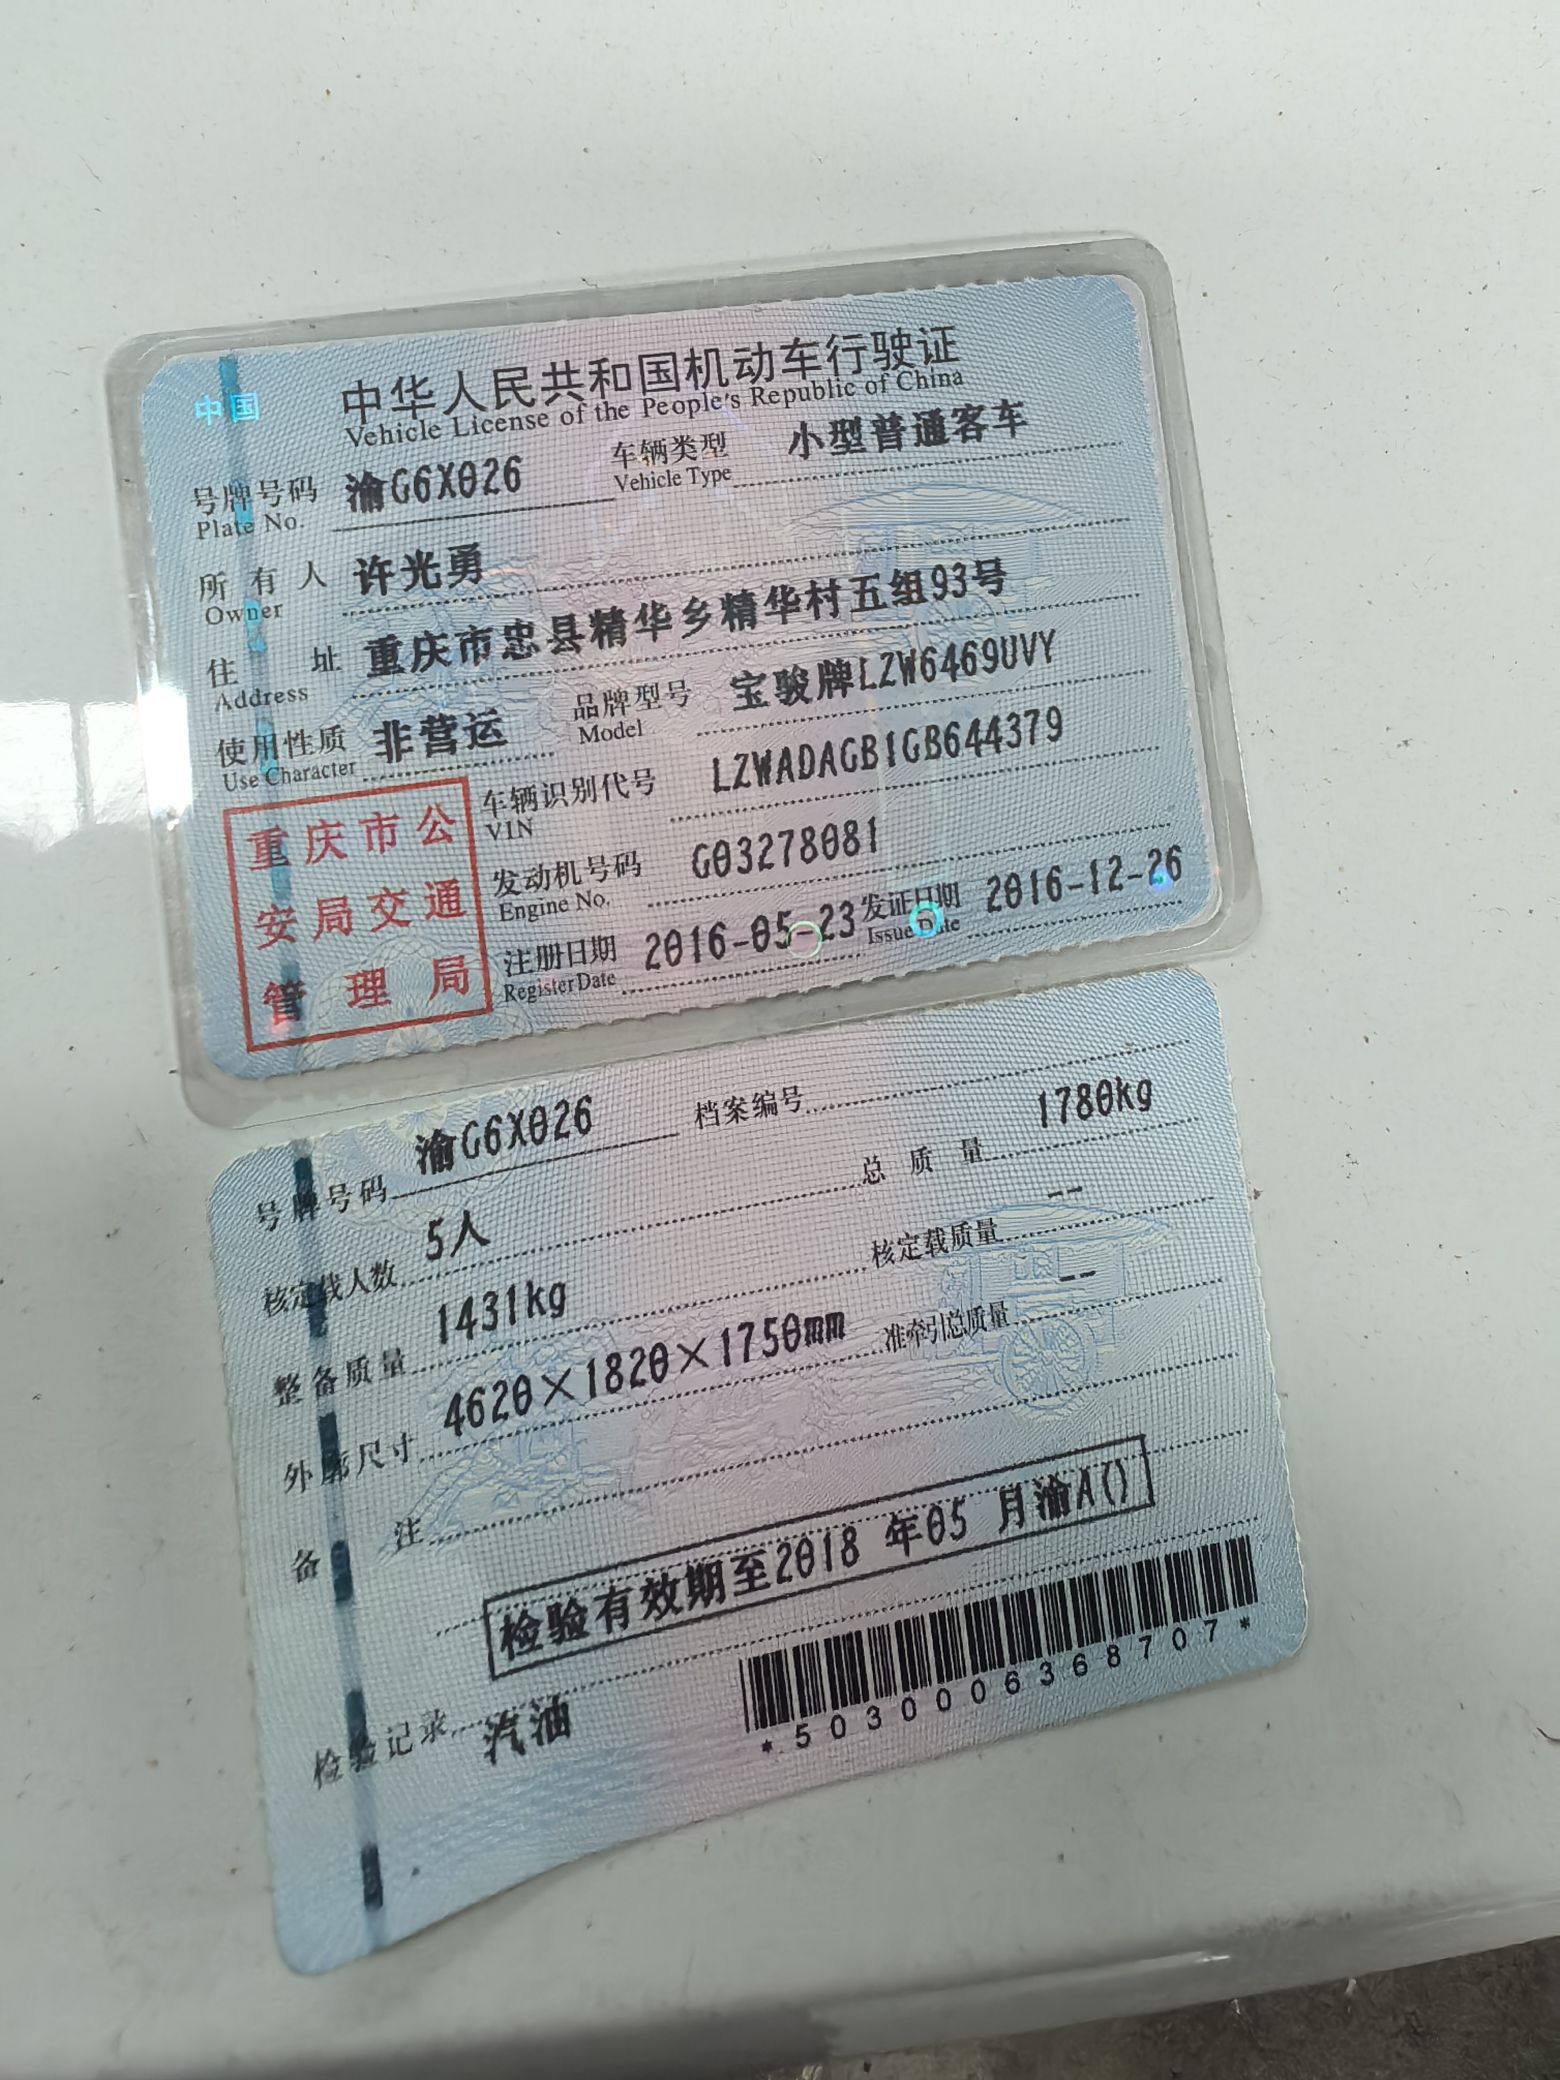 中国
中华人民共和国机动车行驶证
Vehicle License of the People's Republic of China
号牌号码 渝G6X026 车辆类型 小型普通客车
Plate No. Vehicle Type
所有人 许光勇
Owner
住址 重庆市忠县精华乡精华村五组93号
Address
使用性质 非营运 品牌型号 宝骏牌LZW6469UVY
Use Character Model
车辆识别代号 LZWADAGB1GB644379
VIN
发动机号码 G03278081
Engine No.
注册日期 2016-05-23 发证日期 2016-12-26
Register Date Issue Date
重庆市公
安局交通
管理局
号牌号码 渝G6X026 档案编号
核定载人数 5人 总质量 1780kg
整备质量 1431kg 核定载质量 --
外廓尺寸 4620×1820×1750mm 准牵引总质量 --
备注
检验有效期至2018 年05 月渝A()
检验记录 汽油
*5030006368707*